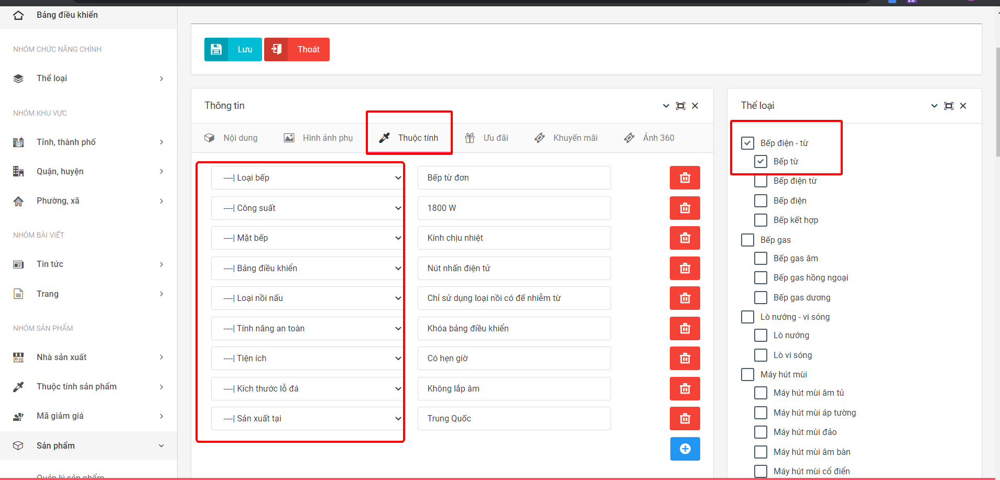 20
Bảng điều khiển
NHÓM CHỨC NĂNG CHÍNH
Thể loại
NHÓM KHU VỰC
Tỉnh, thành phố
Quận, huyện
Phường, xã
NHÓM BÀI VIẾT
Tin tức
Trang
NHÓM SẢN PHẨM
Nhà sản xuất
Thuộc tính sản phẩm
Mã giảm giá
Sản phẩm
Quản lý sản phẩm
Lưu
Thoát
Thông tin
Nội dung
Hình ảnh phụ
Thuộc tính
Ưu đãi
Khuyến mãi
Ảnh 360
----| Loại bếp
Bếp từ đơn
----| Công suất
1800 W
----| Mặt bếp
Kính chịu nhiệt
----| Bảng điều khiển
Nút nhấn điện tử
----| Loại nồi nấu
Chỉ sử dụng loại nồi có đế nhiễm từ
----| Tính năng an toàn
Khóa bảng điều khiển
----| Tiện ích
Có hẹn giờ
----| Kích thước lỗ đá
Không lắp âm
----| Sản xuất tại
Trung Quốc
Thể loại
Bếp điện - từ
Bếp từ
Bếp điện từ
Bếp điện
Bếp kết hợp
Bếp gas
Bếp gas âm
Bếp gas hồng ngoại
Bếp gas dương
Lò nướng - vi sóng
Lò nướng
Lò vi sóng
Máy hút mùi
Máy hút mùi âm tủ
Máy hút mùi áp tường
Máy hút mùi đảo
Máy hút mùi âm bàn
Máy hút mùi cổ điển